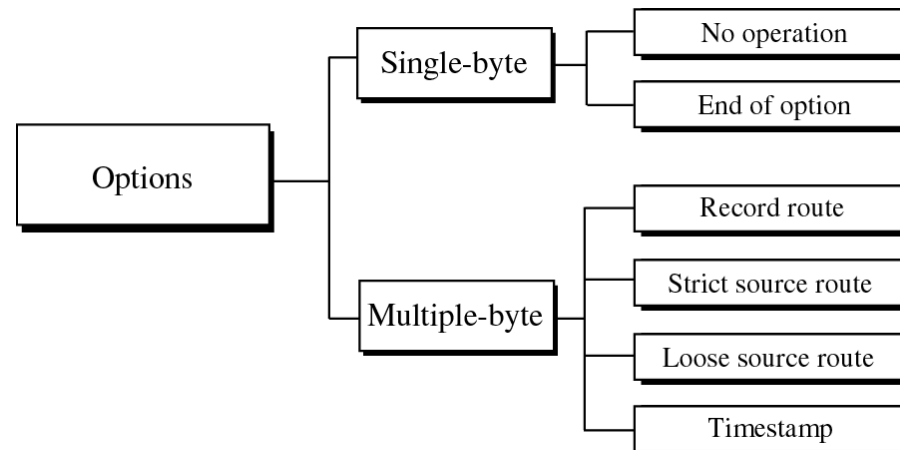 Options
Single-byte
No operation
End of option
Multiple-byte
Record route
Strict source route
Loose source route
Timestamp